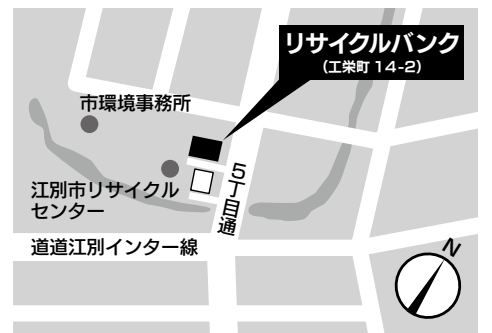 リサイクルバンク
（工栄町 14-2）
市環境事務所
江別市リサイクル
センター
5丁目通
道道江別インター線
N